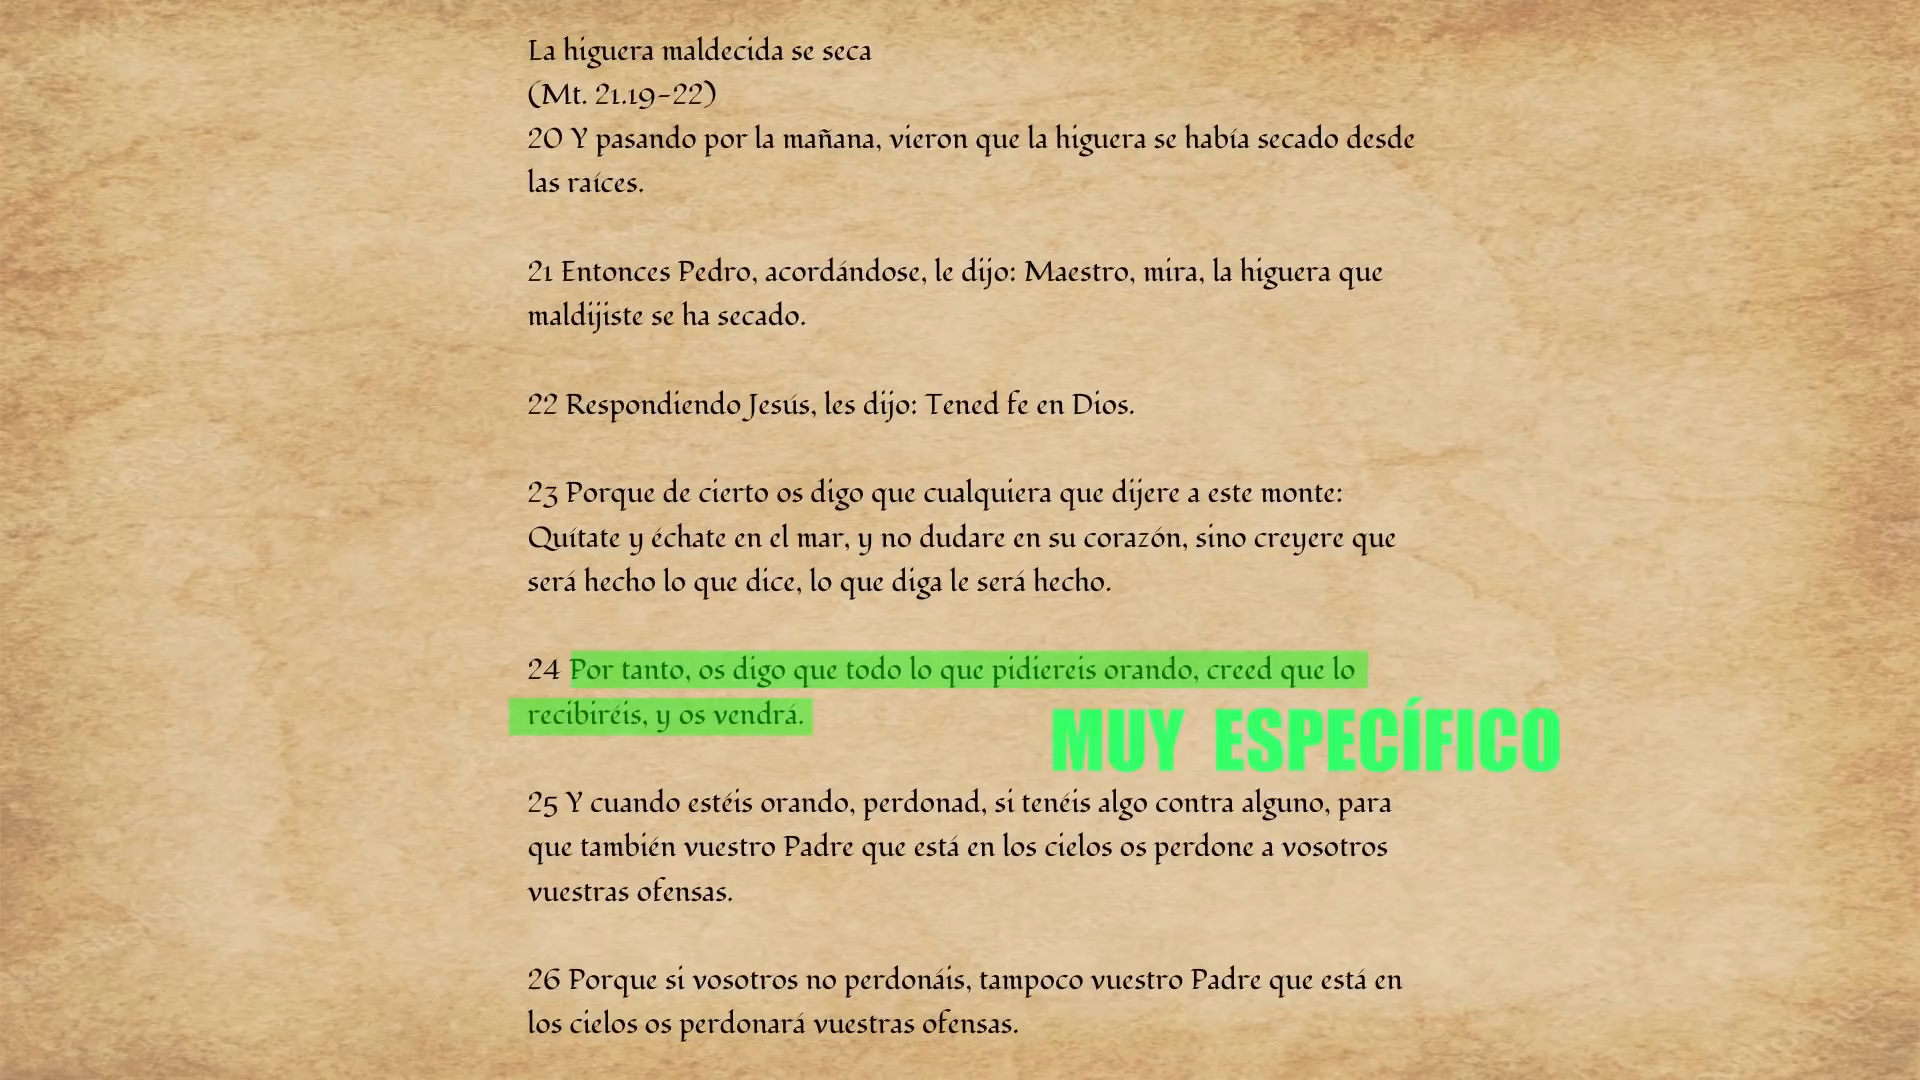 La higuera maldecida se seca
(Mt. 21.19-22)
20 Y pasando por la mañana, vieron que la higuera se había secado desde
las raíces.
21 Entonces Pedro, acordándose, le dijo: Maestro, mira, la higuera que
maldijiste se ha secado.
22 Respondiendo Jesús, les dijo: Tened fe en Dios.
23 Porque de cierto os digo que cualquiera que dijere a este monte:
Quítate y échate en el mar, y no dudare en su corazón, sino creyere que
será hecho lo que dice, lo que diga le será hecho.
24 Por tanto, os digo que todo lo que pidiereis orando, creed que lo
recibiréis, y os vendrá.
MUY ESPECÍFICO
25 Y cuando estéis orando, perdonad, si tenéis algo contra alguno, para
que también vuestro Padre que está en los cielos os perdone a vosotros
vuestras ofensas.
26 Porque si vosotros no perdonáis, tampoco vuestro Padre que está en
los cielos os perdonará vuestras ofensas.